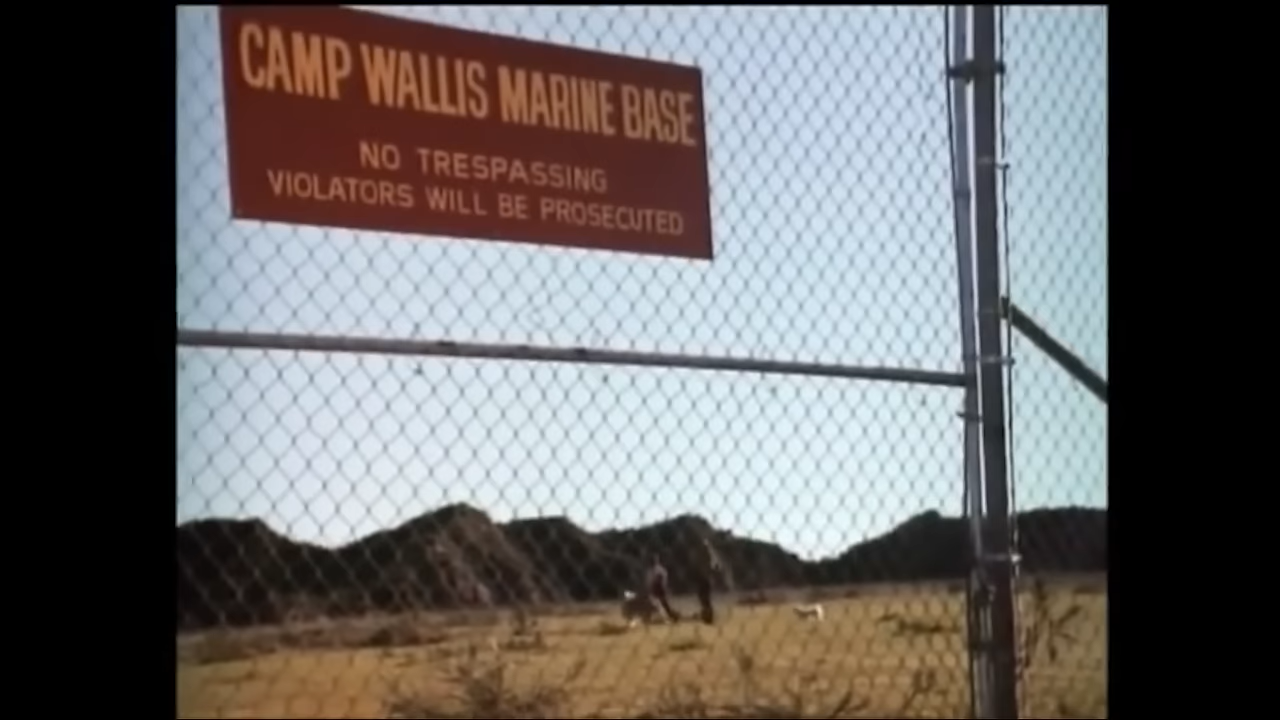 CAMP WALLIS MARINE BASE
NO TRESPASSING
VIOLATORS WILL BE PROSECUTED